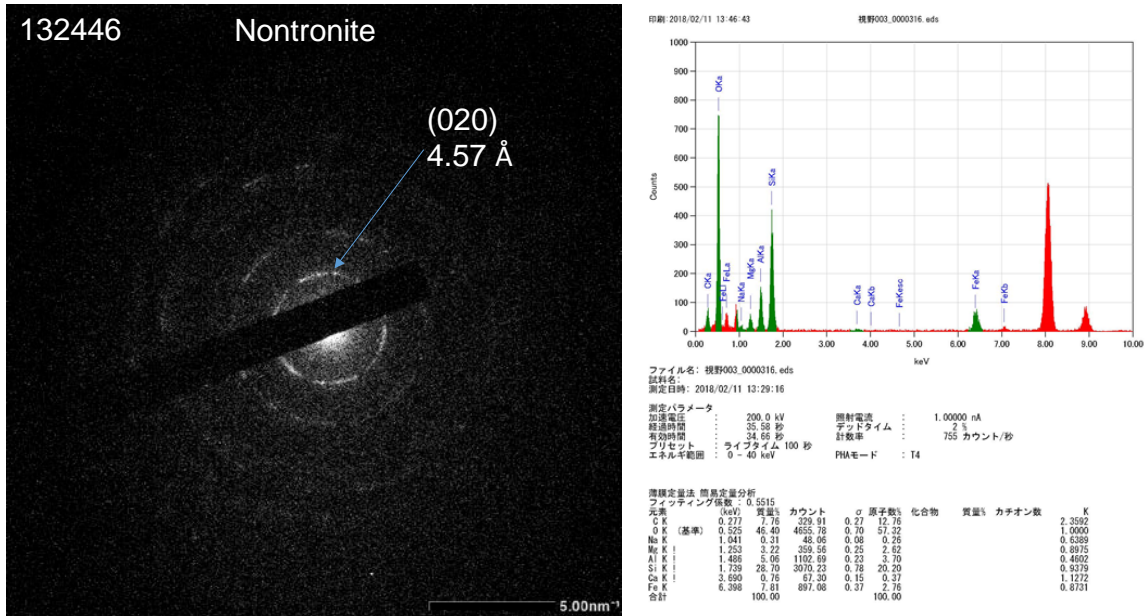 132446
Nontronite
(020)
4.57 Å
5.00nm⁻¹
印刷:2018/02/11 13:46:43 視野003_0000316.eds
Counts
1000
900
800
700
600
500
400
300
200
100
0
CKa
OKa
FeLl
FeLa
NaKa
MgKa
AlKa
SiKa
CaKa
CaKb
FeKesc
FeKa
FeKb
0.00 1.00 2.00 3.00 4.00 5.00 6.00 7.00 8.00 9.00 10.00
keV
ファイル名: 視野003_0000316.eds
試料名:
測定日時: 2018/02/11 13:29:16
測定パラメータ
加速電圧 : 200.0 kV 照射電流 : 1.00000 nA
経過時間 : 35.58 秒 デッドタイム : 2 %
有効時間 : 34.66 秒 計数率 : 755 カウント/秒
プリセット : ライブタイム 100 秒
エネルギ範囲 : 0 - 40 keV PHAモード : T4
薄膜定量法 簡易定量分析
フィッティング係数 : 0.5515
元素 (keV) 質量% カウント σ 原子数% 化合物 質量% カチオン数 K
C K 0.277 7.76 329.91 0.27 12.76 2.3592
O K (基準) 0.525 46.40 4655.78 0.70 57.32 1.0000
Na K 1.041 0.31 48.06 0.08 0.26 0.6389
Mg K ! 1.253 3.22 359.56 0.25 2.62 0.8975
Al K ! 1.486 5.06 1102.69 0.23 3.70 0.4602
Si K ! 1.739 28.70 3070.23 0.78 20.20 0.9379
Ca K ! 3.690 0.76 67.30 0.15 0.37 1.1272
Fe K 6.398 7.81 897.08 0.37 2.76 0.8731
合計 100.00 100.00